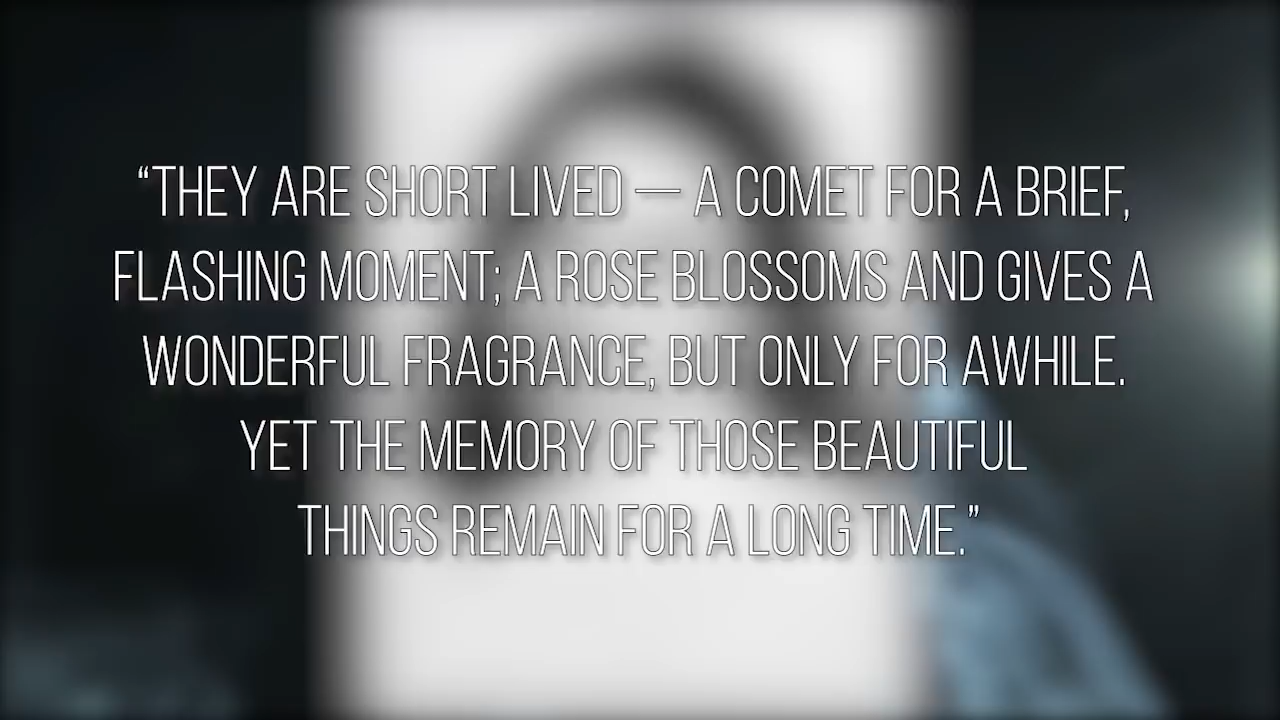 “THEY ARE SHORT LIVED — A COMET FOR A BRIEF,
FLASHING MOMENT; A ROSE BLOSSOMS AND GIVES A
WONDERFUL FRAGRANCE, BUT ONLY FOR AWHILE.
YET THE MEMORY OF THOSE BEAUTIFUL
THINGS REMAIN FOR A LONG TIME.”